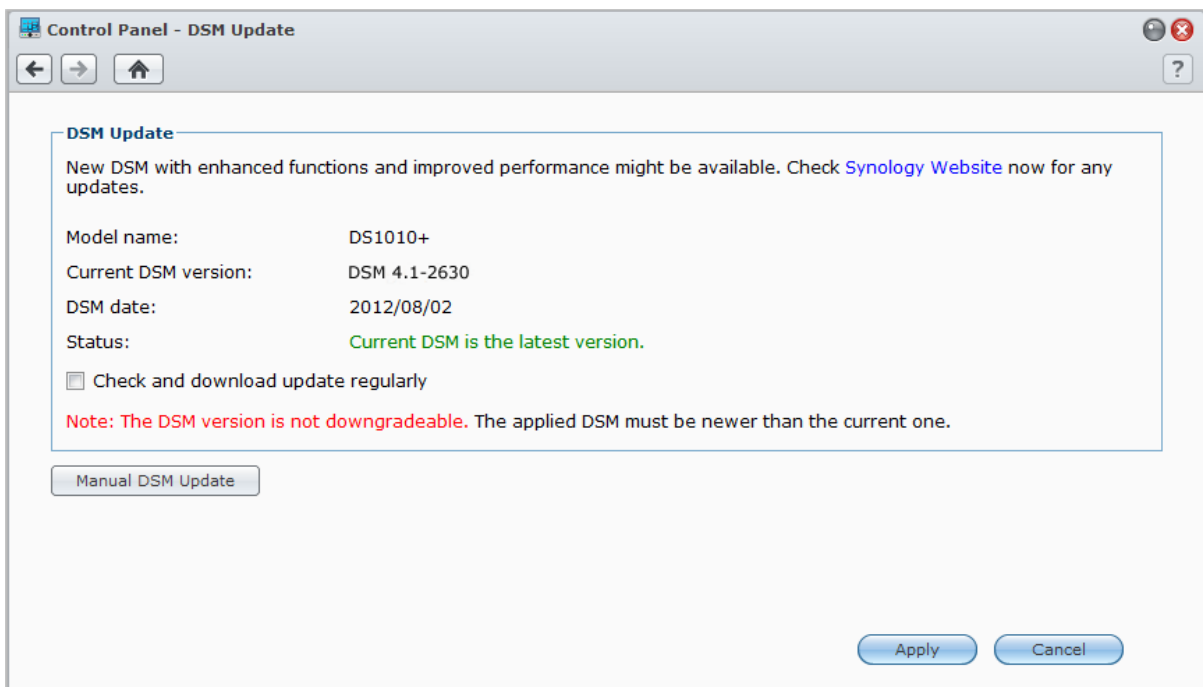 Control Panel - DSM Update
?
DSM Update
New DSM with enhanced functions and improved performance might be available. Check Synology Website now for any
updates.
Model name: DS1010+
Current DSM version: DSM 4.1-2630
DSM date: 2012/08/02
Status: Current DSM is the latest version.
Check and download update regularly
Note: The DSM version is not downgradeable. The applied DSM must be newer than the current one.
Manual DSM Update
Apply Cancel